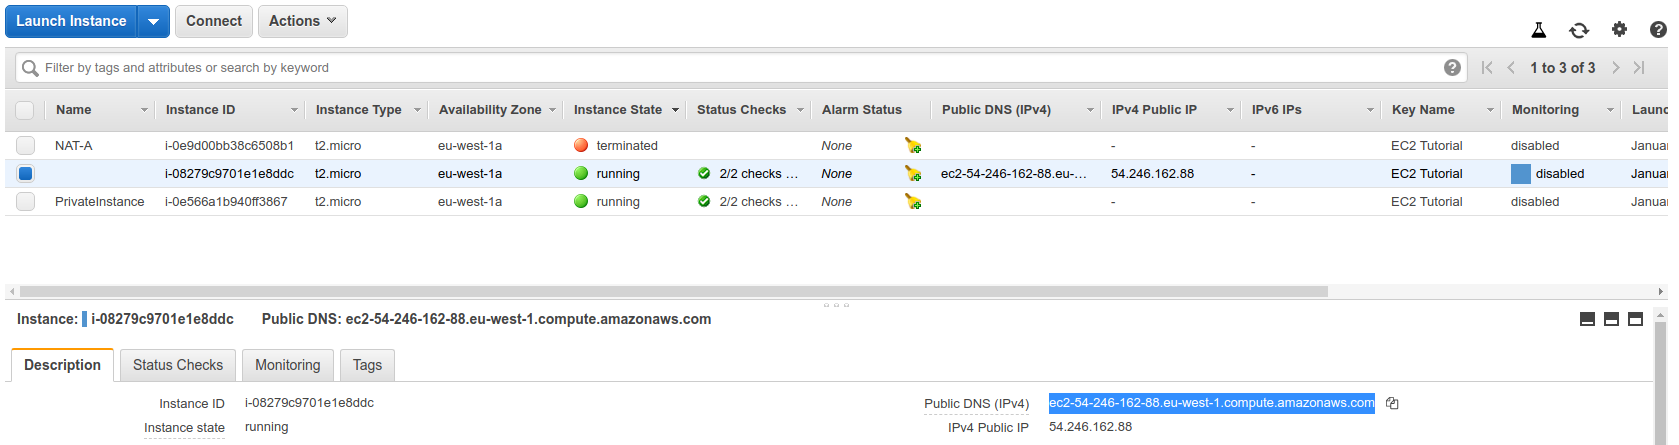 Launch Instance Connect Actions
Filter by tags and attributes or search by keyword 1 to 3 of 3
Name Instance ID Instance Type Availability Zone Instance State Status Checks Alarm Status Public DNS (IPv4) IPv4 Public IP IPv6 IPs Key Name Monitoring Launc
NAT-A i-0e9d00bb38c6508b1 t2.micro eu-west-1a terminated None - - EC2 Tutorial disabled Januar
i-08279c9701e1e8ddc t2.micro eu-west-1a running 2/2 checks ... None ec2-54-246-162-88.eu-... 54.246.162.88 - EC2 Tutorial disabled Januar
PrivateInstance i-0e566a1b940ff3867 t2.micro eu-west-1a running 2/2 checks ... None - - EC2 Tutorial disabled Januar
Instance: i-08279c9701e1e8ddc Public DNS: ec2-54-246-162-88.eu-west-1.compute.amazonaws.com
Description Status Checks Monitoring Tags
Instance ID i-08279c9701e1e8ddc Public DNS (IPv4) ec2-54-246-162-88.eu-west-1.compute.amazonaws.com
Instance state running IPv4 Public IP 54.246.162.88